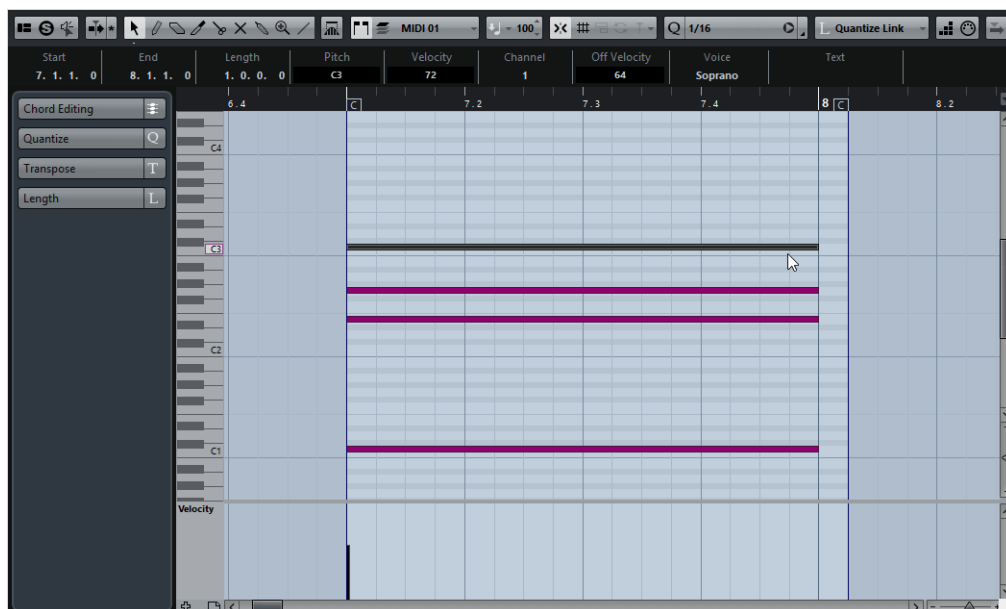 MIDI 01 100 Q 1/16 L Quantize Link
Start End Length Pitch Velocity Channel Off Velocity Voice Text
7. 1. 1. 0 8. 1. 1. 0 1. 0. 0. 0 C3 72 1 64 Soprano
6.4 C 7.2 7.3 7.4 8 C 8.2
Chord Editing
Quantize Q
Transpose T
Length L
C4
C3
C2
C1
Velocity